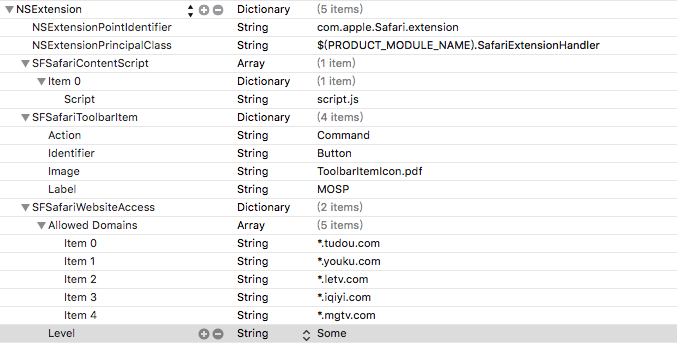 NSExtension Dictionary (5 items)
NSExtensionPointIdentifier String com.apple.Safari.extension
NSExtensionPrincipalClass String $(PRODUCT_MODULE_NAME).SafariExtensionHandler
SFSafariContentScript Array (1 item)
Item 0 Dictionary (1 item)
Script String script.js
SFSafariToolbarItem Dictionary (4 items)
Action String Command
Identifier String Button
Image String ToolbarItemIcon.pdf
Label String MOSP
SFSafariWebsiteAccess Dictionary (2 items)
Allowed Domains Array (5 items)
Item 0 String *.tudou.com
Item 1 String *.youku.com
Item 2 String *.letv.com
Item 3 String *.iqiyi.com
Item 4 String *.mgtv.com
Level String Some